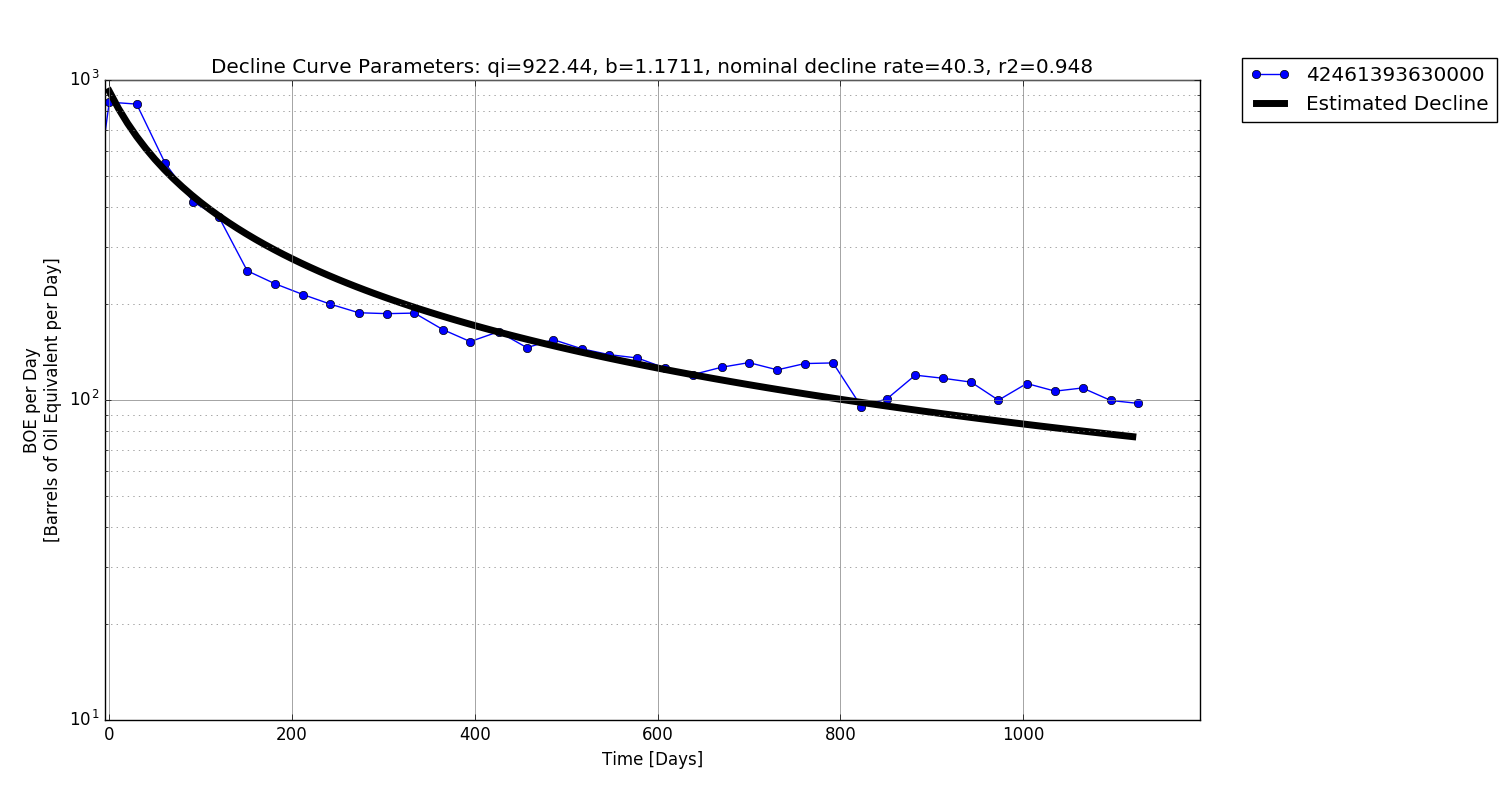 Decline Curve Parameters: qi=922.44, b=1.1711, nominal decline rate=40.3, r2=0.948
42461393630000
Estimated Decline
10³
10²
10¹
BOE per Day
[Barrels of Oil Equivalent per Day]
0 200 400 600 800 1000
Time [Days]